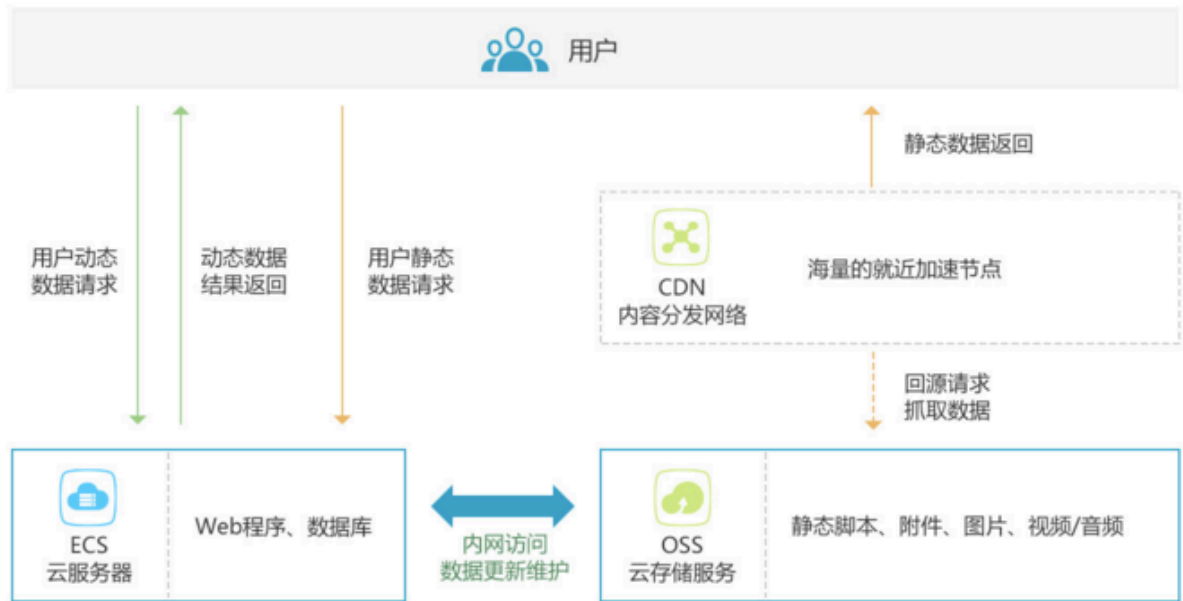 用户
静态数据返回
用户动态
数据请求
动态数据
结果返回
用户静态
数据请求
CDN
内容分发网络
海量的就近加速节点
回源请求
抓取数据
ECS
云服务器
Web程序、数据库
内网访问
数据更新维护
OSS
云存储服务
静态脚本、附件、图片、视频/音频